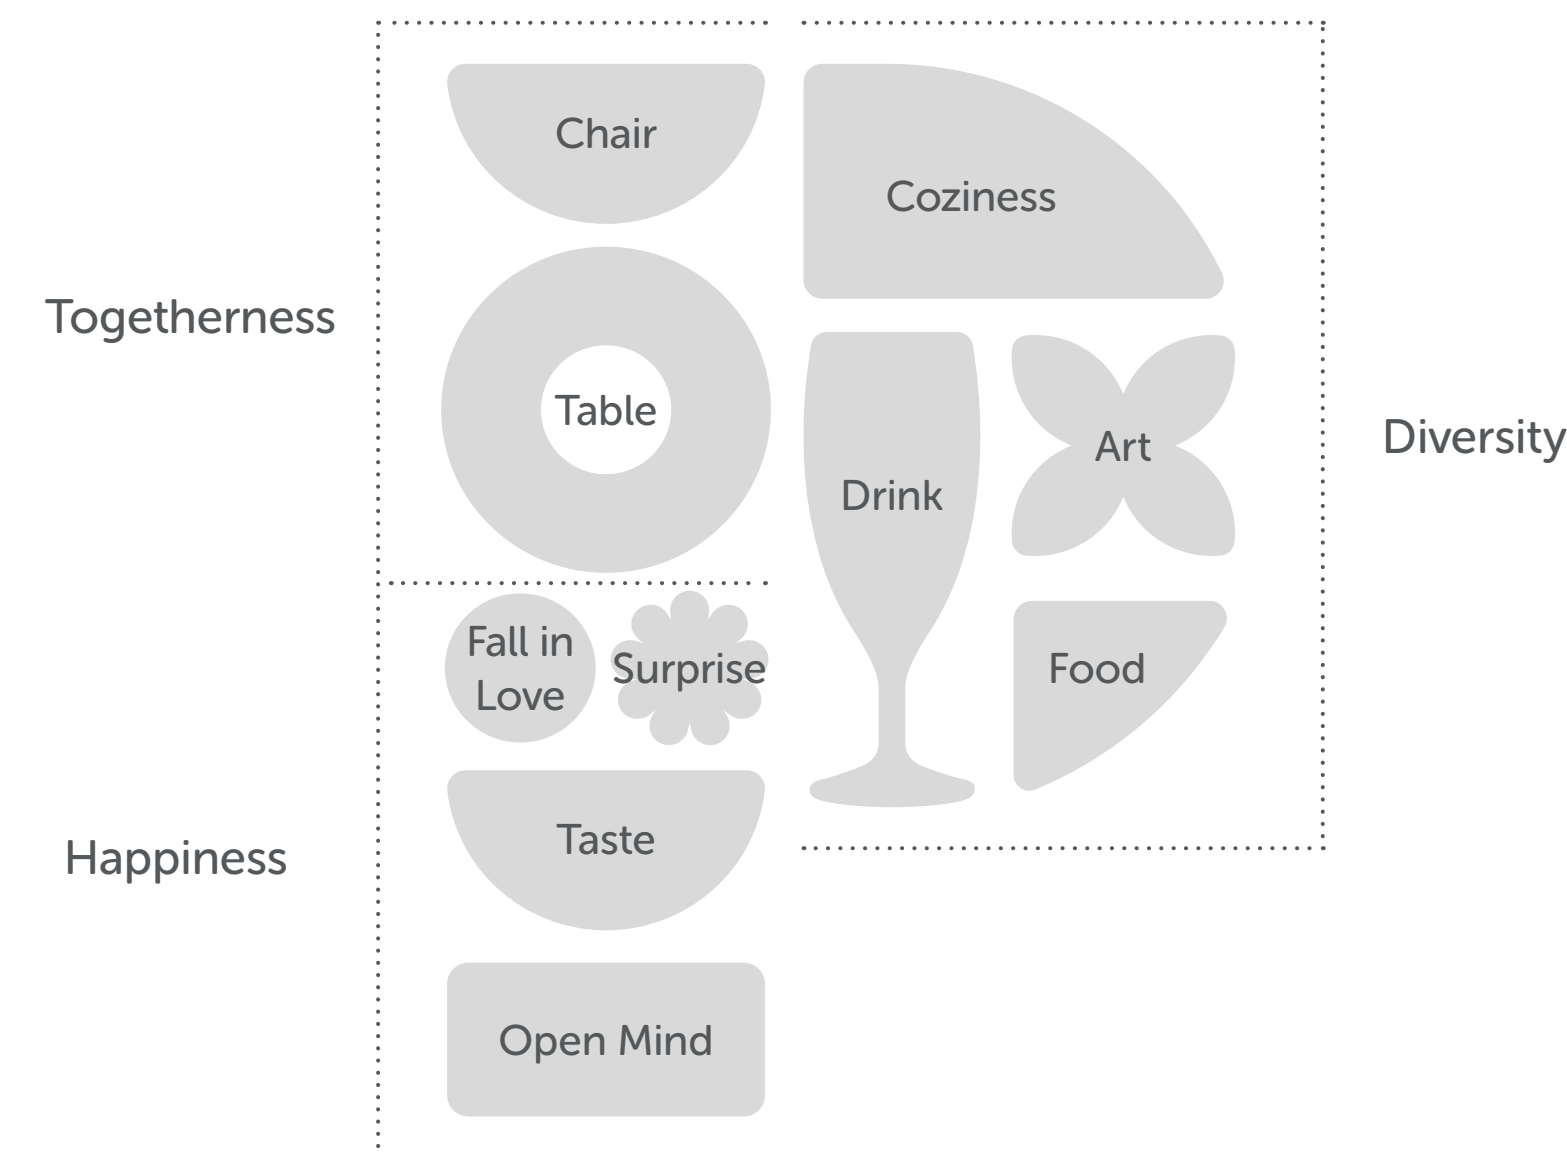 Chair
Coziness
Togetherness
Table
Art
Diversity
Drink
Fall in
Love
Surprise
Food
Taste
Happiness
Open Mind